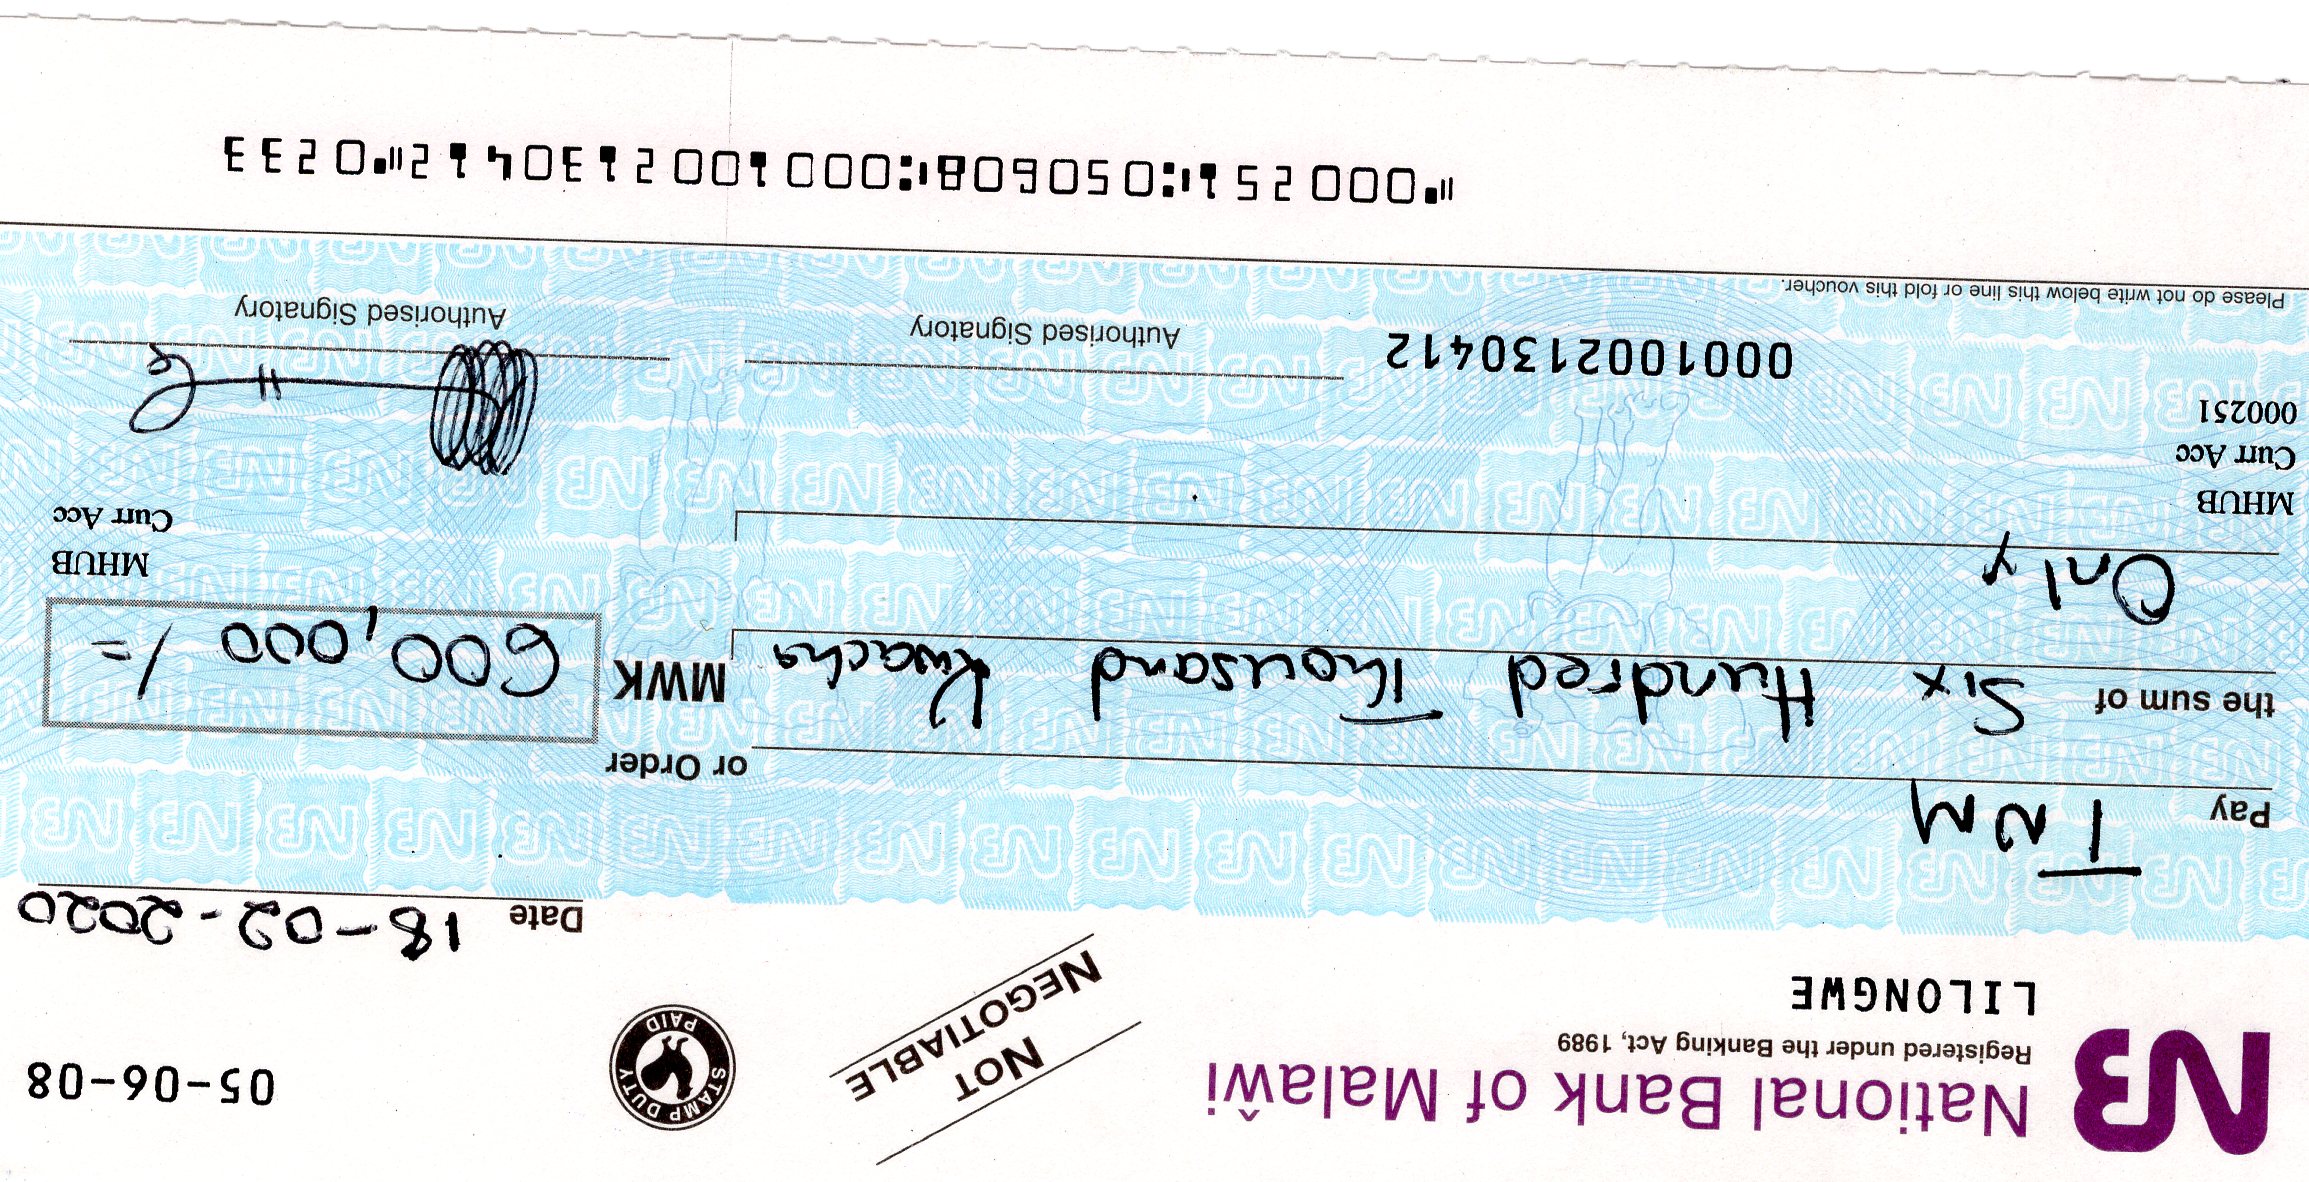 NB National Bank of Malaŵi
Registered under the Banking Act, 1989
LILONGWE
NOT
NEGOTIABLE
STAMP DUTY
PAID
05-06-08
Date 18-02-2020
Pay TNM
or Order
the sum of Six Hundred Thousand Kwacha
MWK 600,000/=
Only
MHUB
Curr Acc
MHUB
Curr Acc
000251
0001002130412
Authorised Signatory
Authorised Signatory
Please do not write below this line or fold this voucher.
⑈000251⑆050608⑆0001002130412⑈0233